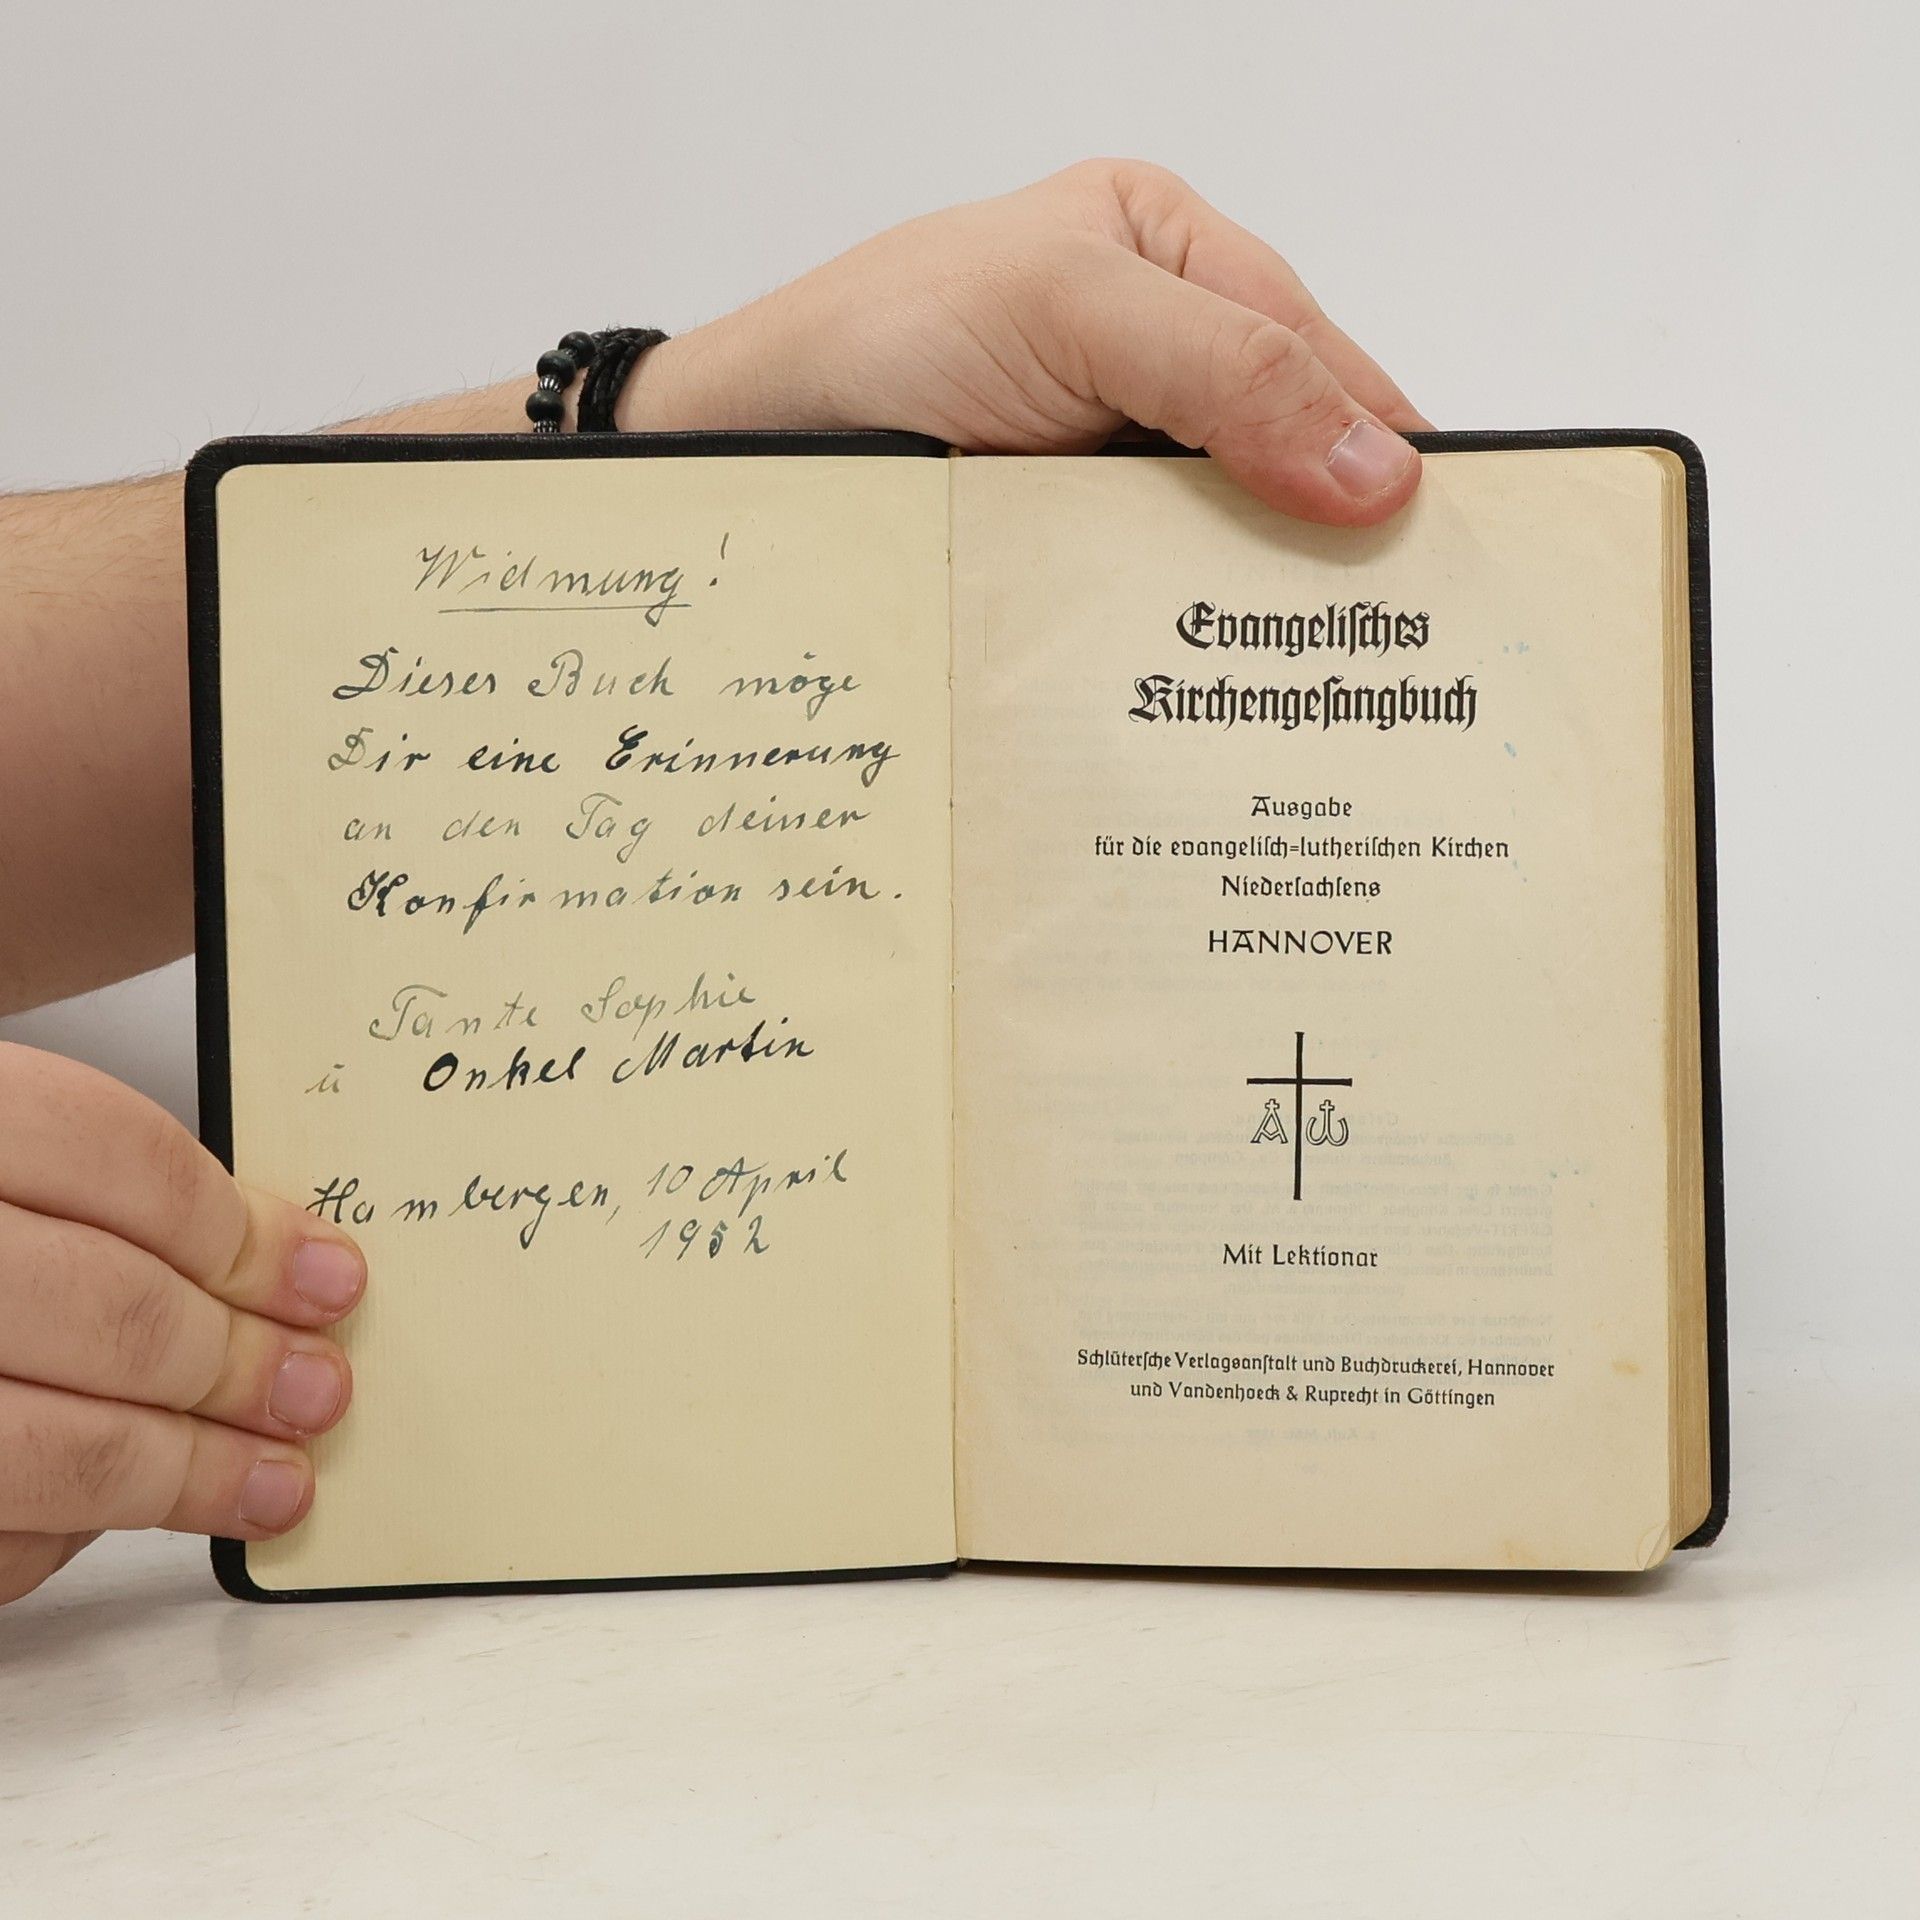 Widmung!
Dieses Buch möge
Dir eine Erinnerung
an den Tag deiner
Konfirmation sein.
Tante Sophie
ū Onkel Martin
Hambergen, 10 April
1952
Evangeliſches
Kirchengeſangbuch
Ausgabe
für die evangeliſch=lutheriſchen Kirchen
Niederſachſens
HANNOVER
A ω
Mit Lektionar
Schlüterſche Verlagsanſtalt und Buchdruckerei, Hannover
und Vandenhoeck & Ruprecht in Göttingen